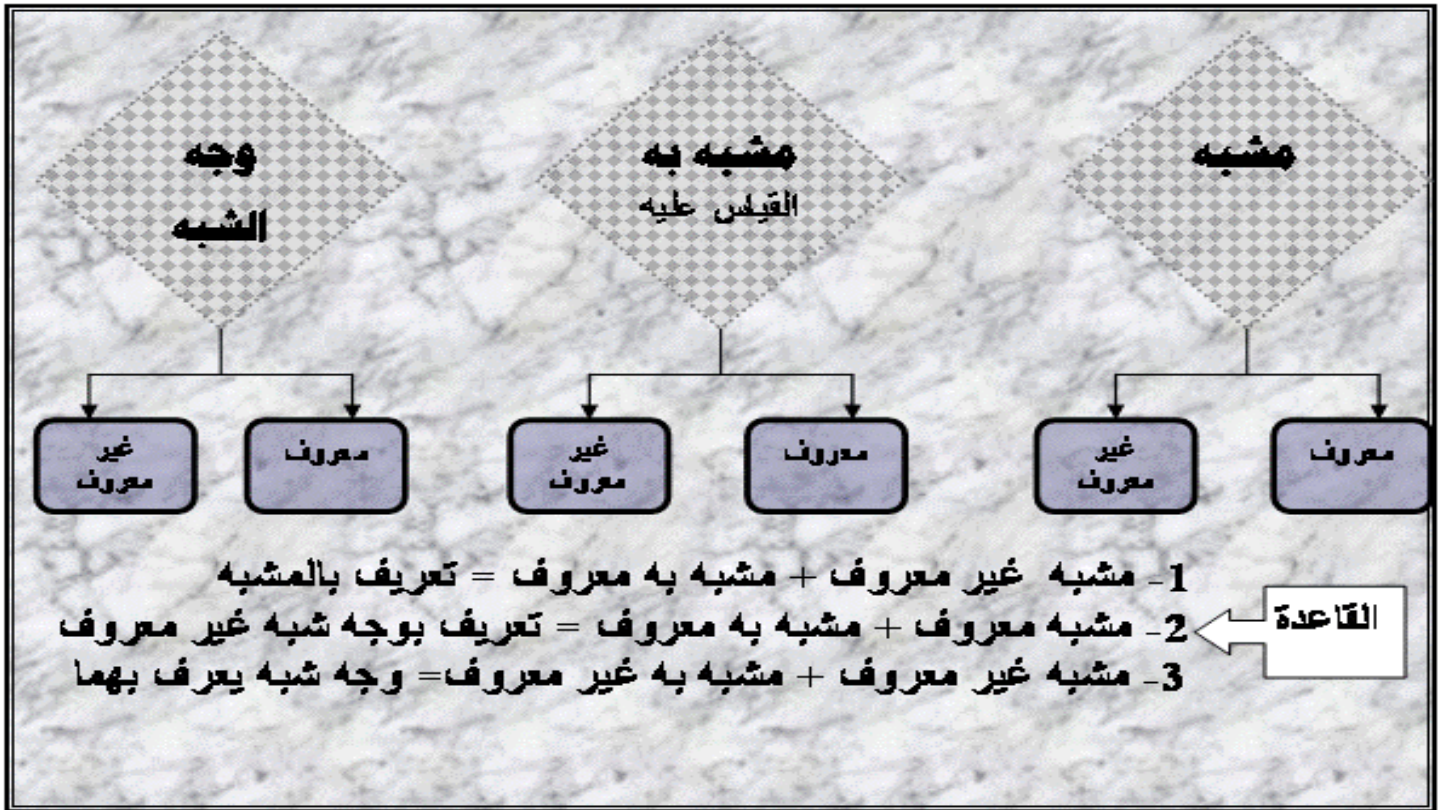 مشبه
مشبه به
القياس عليه
وجه
الشبه
معروف
غير
معروف
معروف
غير
معروف
معروف
غير
معروف
1- مشبه غير معروف + مشبه به معروف = تعريف بالمشبه
2- مشبه معروف + مشبه به معروف = تعريف بوجه شبه غير معروف
3- مشبه غير معروف + مشبه به غير معروف= وجه شبه يعرف بهما
القاعدة